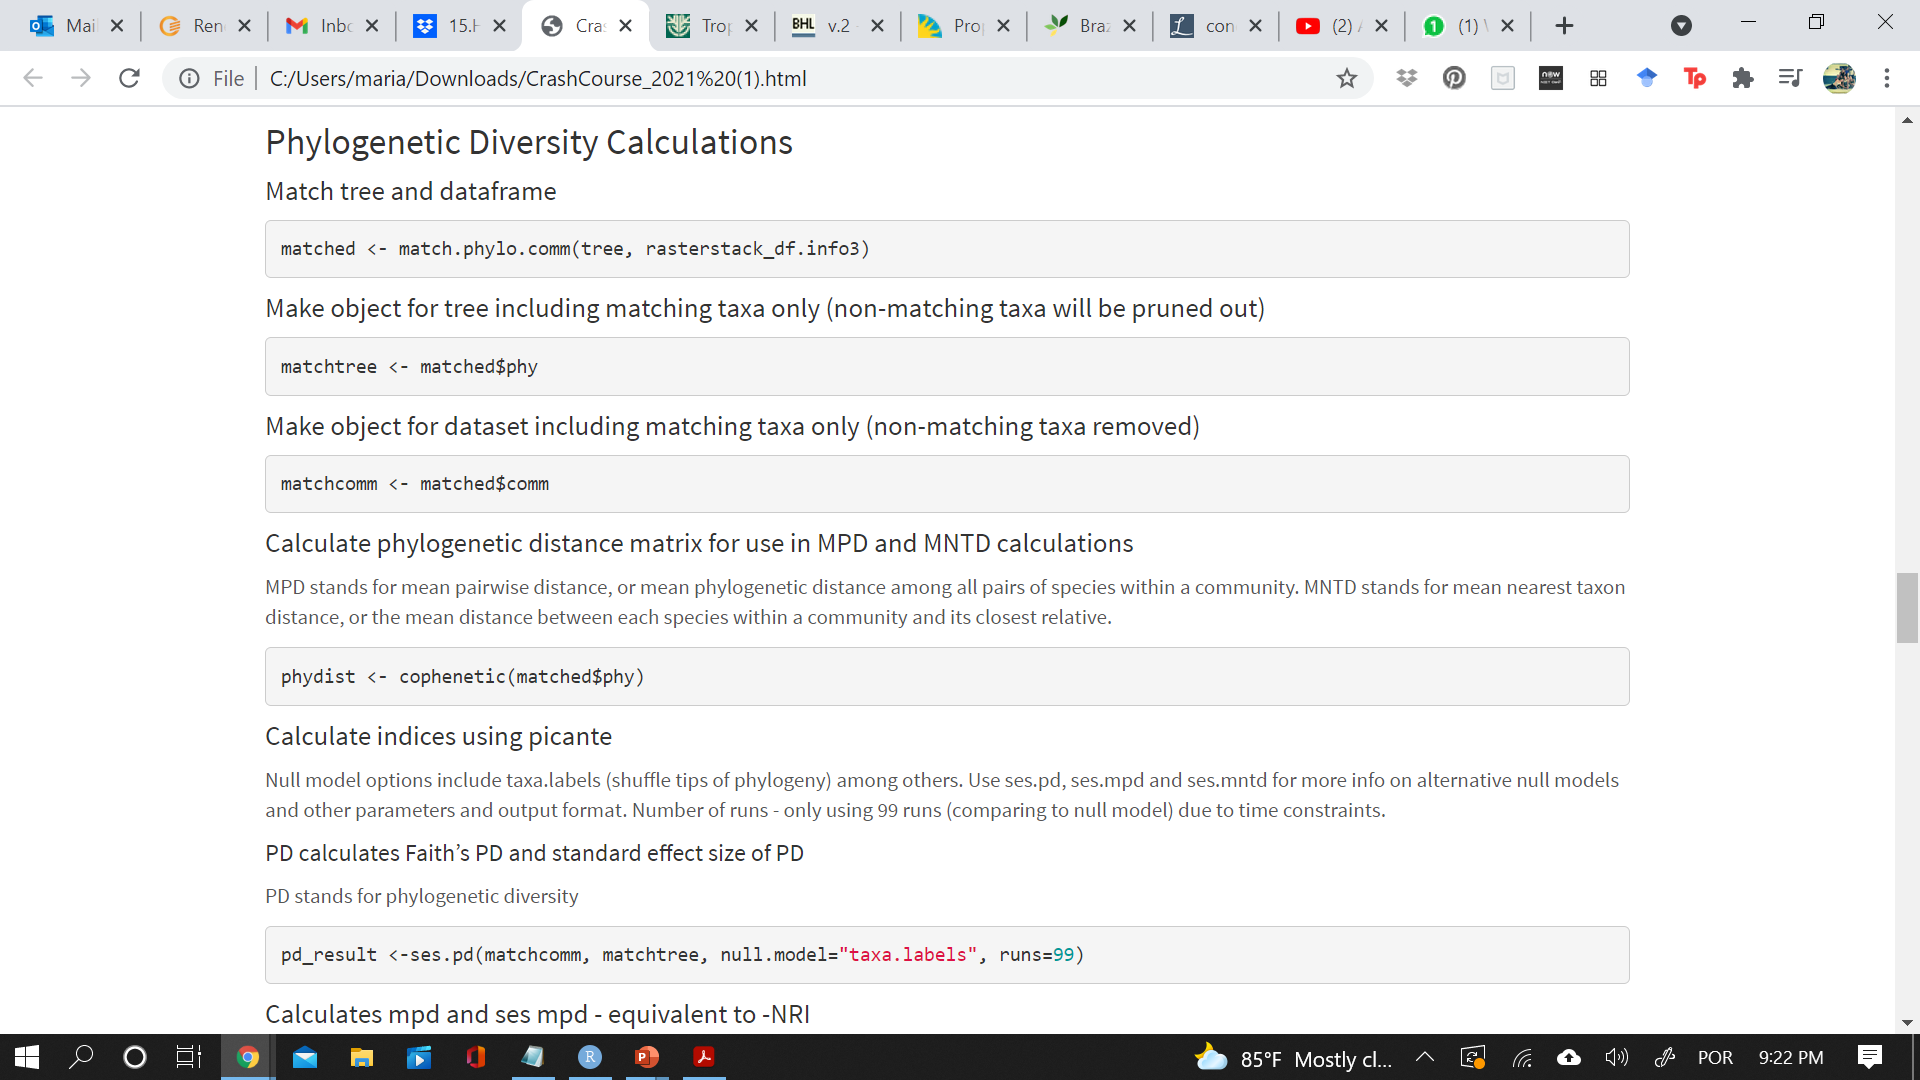 Mai
Ren
Inbo
15.H
Cras
Trop
BHL v.2
Prop
Braz
L con
(2)
1 (1)
File
C:/Users/maria/Downloads/CrashCourse_2021%20(1).html
now
Tp
Phylogenetic Diversity Calculations
Match tree and dataframe
matched <- match.phylo.comm(tree, rasterstack_df.info3)
Make object for tree including matching taxa only (non-matching taxa will be pruned out)
matchtree <- matched$phy
Make object for dataset including matching taxa only (non-matching taxa removed)
matchcomm <- matched$comm
Calculate phylogenetic distance matrix for use in MPD and MNTD calculations
MPD stands for mean pairwise distance, or mean phylogenetic distance among all pairs of species within a community. MNTD stands for mean nearest taxon
distance, or the mean distance between each species within a community and its closest relative.
phydist <- cophenetic(matched$phy)
Calculate indices using picante
Null model options include taxa.labels (shuffle tips of phylogeny) among others. Use ses.pd, ses.mpd and ses.mntd for more info on alternative null models
and other parameters and output format. Number of runs - only using 99 runs (comparing to null model) due to time constraints.
PD calculates Faith’s PD and standard effect size of PD
PD stands for phylogenetic diversity
pd_result <-ses.pd(matchcomm, matchtree, null.model="taxa.labels", runs=99)
Calculates mpd and ses mpd - equivalent to -NRI
85°F Mostly cl...
POR
9:22 PM